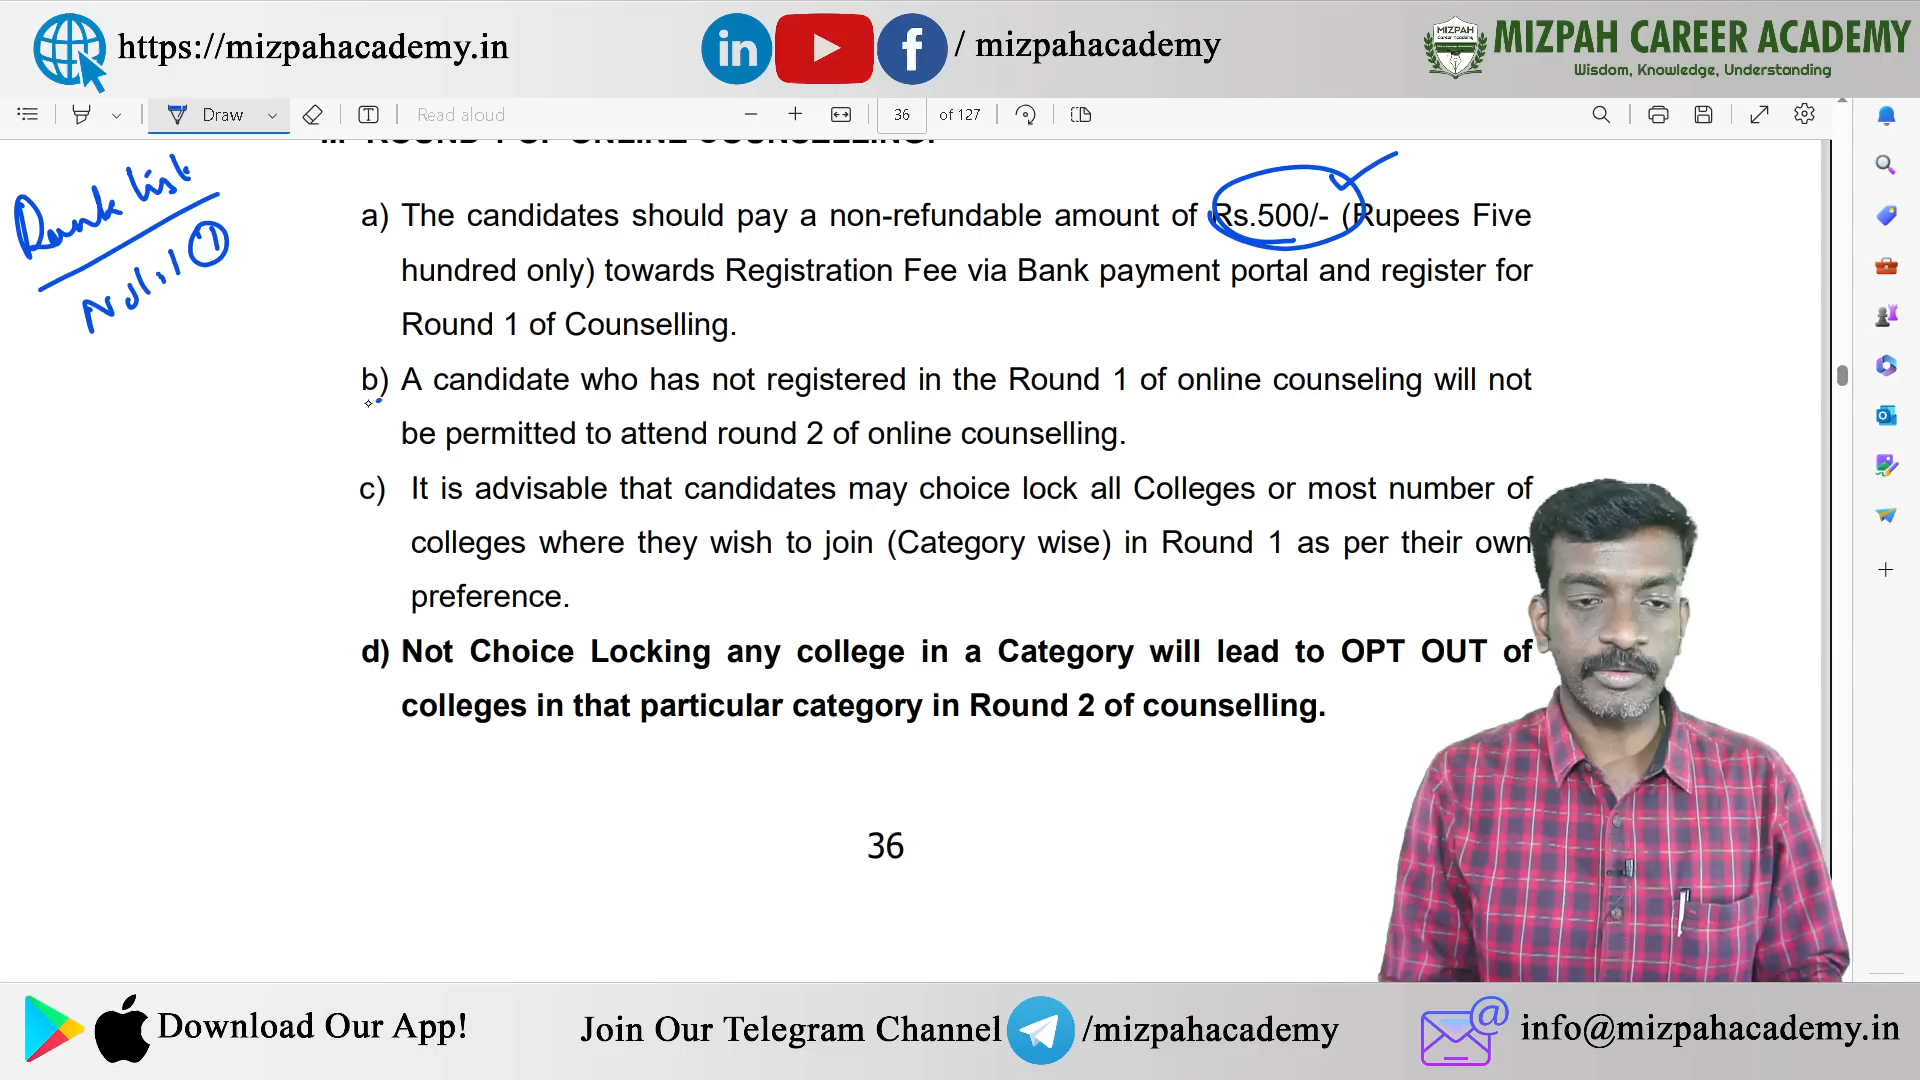 https://mizpahacademy.in
in
f
/ mizpahacademy
MIZPAH
MIZPAH CAREER ACADEMY
Wisdom, Knowledge, Understanding
Draw
T
Read aloud
36
of 127
Rank list
a) The candidates should pay a non-refundable amount of Rs.500/- (Rupees Five
hundred only) towards Registration Fee via Bank payment portal and register for
Round 1 of Counselling.
b) A candidate who has not registered in the Round 1 of online counseling will not
be permitted to attend round 2 of online counselling.
c) It is advisable that candidates may choice lock all Colleges or most number of
colleges where they wish to join (Category wise) in Round 1 as per their own
preference.
d) Not Choice Locking any college in a Category will lead to OPT OUT of
colleges in that particular category in Round 2 of counselling.
36
Download Our App!
Join Our Telegram Channel
/mizpahacademy
@
info@mizpahacademy.in